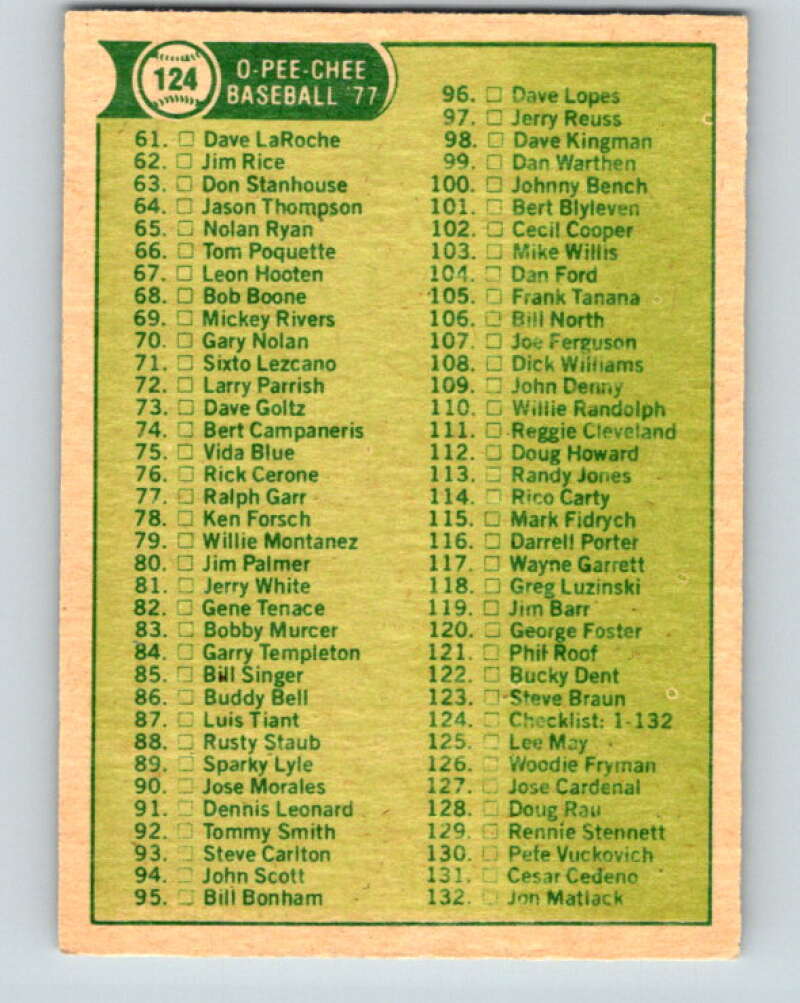 124
O-PEE-CHEE
BASEBALL '77
61. Dave LaRoche
62. Jim Rice
63. Don Stanhouse
64. Jason Thompson
65. Nolan Ryan
66. Tom Poquette
67. Leon Hooten
68. Bob Boone
69. Mickey Rivers
70. Gary Nolan
71. Sixto Lezcano
72. Larry Parrish
73. Dave Goltz
74. Bert Campaneris
75. Vida Blue
76. Rick Cerone
77. Ralph Garr
78. Ken Forsch
79. Willie Montanez
80. Jim Palmer
81. Jerry White
82. Gene Tenace
83. Bobby Murcer
84. Garry Templeton
85. Bill Singer
86. Buddy Bell
87. Luis Tiant
88. Rusty Staub
89. Sparky Lyle
90. Jose Morales
91. Dennis Leonard
92. Tommy Smith
93. Steve Carlton
94. John Scott
95. Bill Bonham
96. Dave Lopes
97. Jerry Reuss
98. Dave Kingman
99. Dan Warthen
100. Johnny Bench
101. Bert Blyleven
102. Cecil Cooper
103. Mike Willis
104. Dan Ford
105. Frank Tanana
106. Bill North
107. Joe Ferguson
108. Dick Williams
109. John Denny
110. Willie Randolph
111. Reggie Cleveland
112. Doug Howard
113. Randy Jones
114. Rico Carty
115. Mark Fidrych
116. Darrell Porter
117. Wayne Garrett
118. Greg Luzinski
119. Jim Barr
120. George Foster
121. Phil Roof
122. Bucky Dent
123. Steve Braun
124. Checklist: 1-132
125. Lee May
126. Woodie Fryman
127. Jose Cardenal
128. Doug Rau
129. Rennie Stennett
130. Pete Vuckovich
131. Cesar Cedeno
132. Jon Matlack